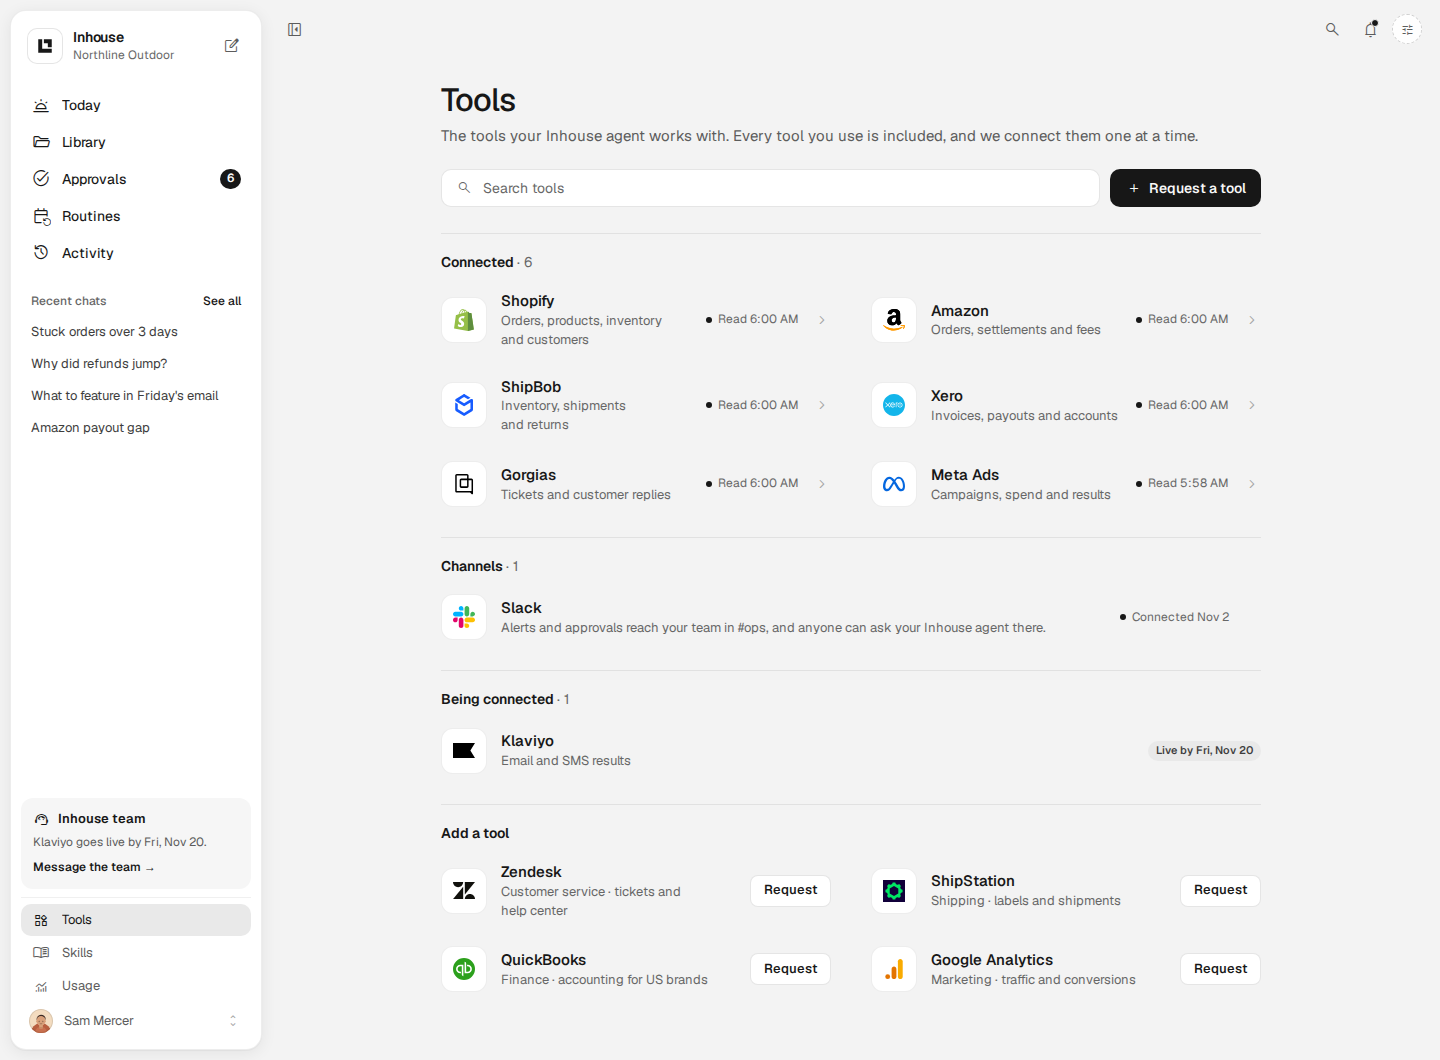 Inhouse
Northline Outdoor
Today
Library
Approvals 6
Routines
Activity
Recent chats See all
Stuck orders over 3 days
Why did refunds jump?
What to feature in Friday's email
Amazon payout gap
Inhouse team
Klaviyo goes live by Fri, Nov 20.
Message the team →
Tools
Skills
Usage
Sam Mercer
Tools
The tools your Inhouse agent works with. Every tool you use is included, and we connect them one at a time.
Search tools
+ Request a tool
Connected · 6
Shopify
Orders, products, inventory
and customers
Read 6:00 AM
Amazon
Orders, settlements and fees
Read 6:00 AM
ShipBob
Inventory, shipments
and returns
Read 6:00 AM
xero
Xero
Invoices, payouts and accounts
Read 6:00 AM
Gorgias
Tickets and customer replies
Read 6:00 AM
Meta Ads
Campaigns, spend and results
Read 5:58 AM
Channels · 1
Slack
Alerts and approvals reach your team in #ops, and anyone can ask your Inhouse agent there.
Connected Nov 2
Being connected · 1
Klaviyo
Email and SMS results
Live by Fri, Nov 20
Add a tool
Zendesk
Customer service · tickets and
help center
Request
ShipStation
Shipping · labels and shipments
Request
qb
QuickBooks
Finance · accounting for US brands
Request
Google Analytics
Marketing · traffic and conversions
Request